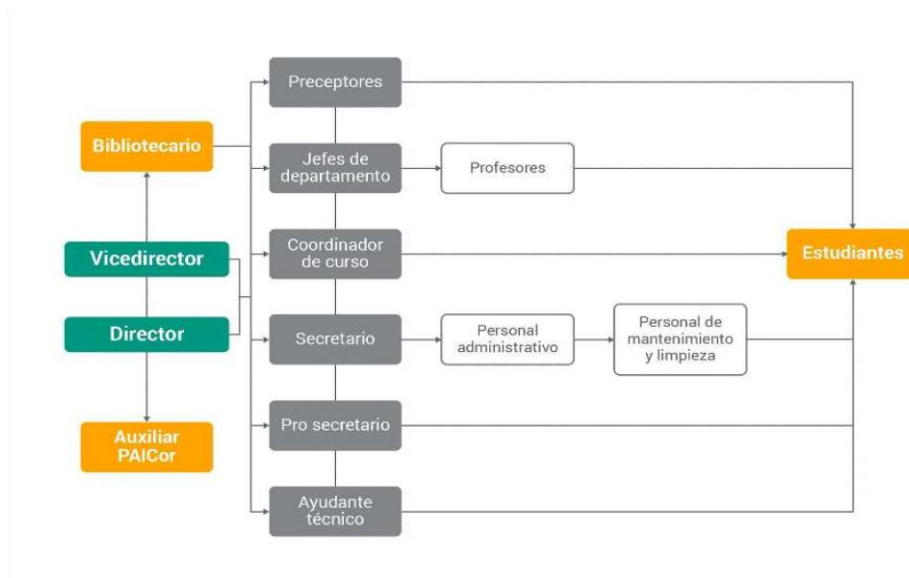 Preceptores
Bibliotecario
Jefes de
departamento
Profesores
Vicedirector
Coordinador
de curso
Estudiantes
Director
Secretario
Personal
administrativo
Personal de
mantenimiento
y limpieza
Auxiliar
PAICor
Pro secretario
Ayudante
técnico